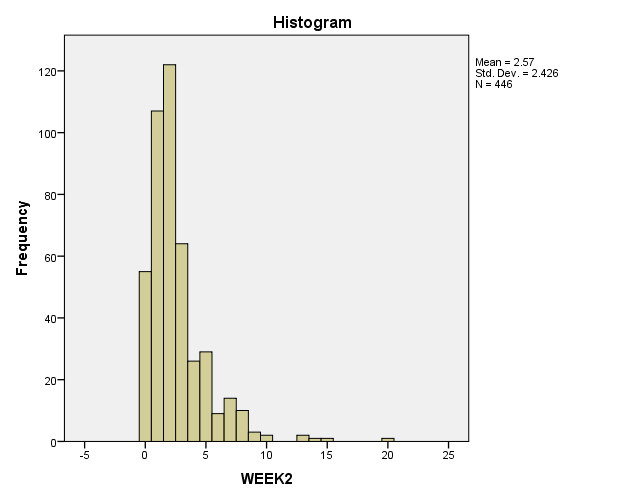 Histogram
Mean = 2.57
Std. Dev. = 2.426
N = 446
Frequency
120
100
80
60
40
20
0
-5 0 5 10 15 20 25
WEEK2